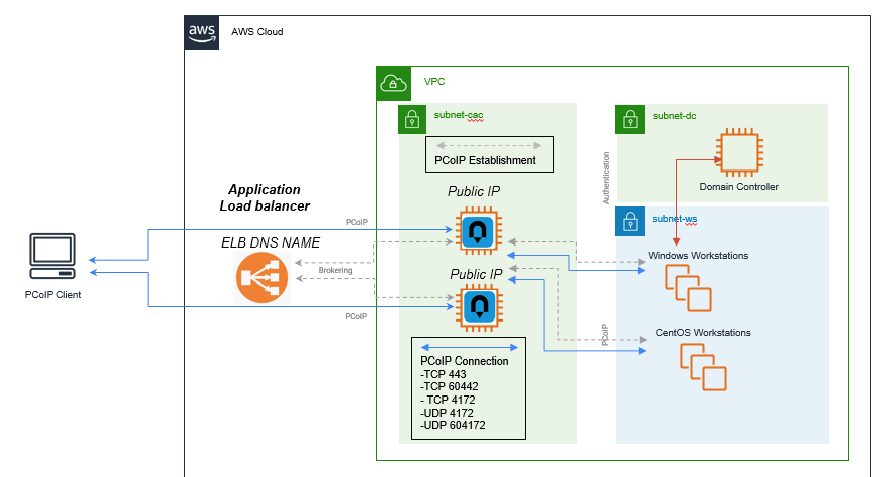 aws
AWS Cloud
VPC
subnet-cac
PCoIP Establishment
Public IP
Application
Load balancer
PCoIP
ELB DNS NAME
Brokering
PCoIP Client
Public IP
PCoIP
PCoIP Connection
-TCP 443
-TCP 60442
- TCP 4172
-UDP 4172
-UDP 604172
subnet-dc
Authentication
Domain Controller
subnet-ws
Windows Workstations
CentOS Workstations
PCoIP